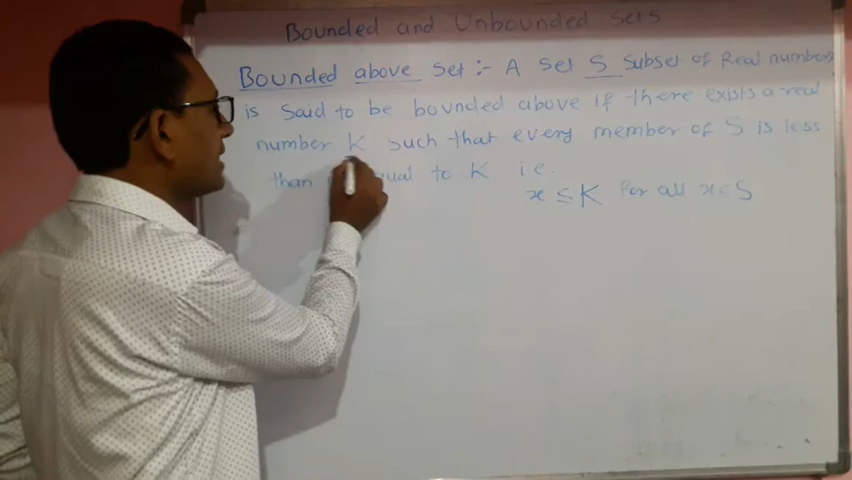 Bounded and Unbounded Sets
Bounded above set :- A set S subset of Real numbers
is said to be bounded above if there exists a real
number K such that every member of S is less
than equal to K i.e.
x ≤ K for all x ∈ S